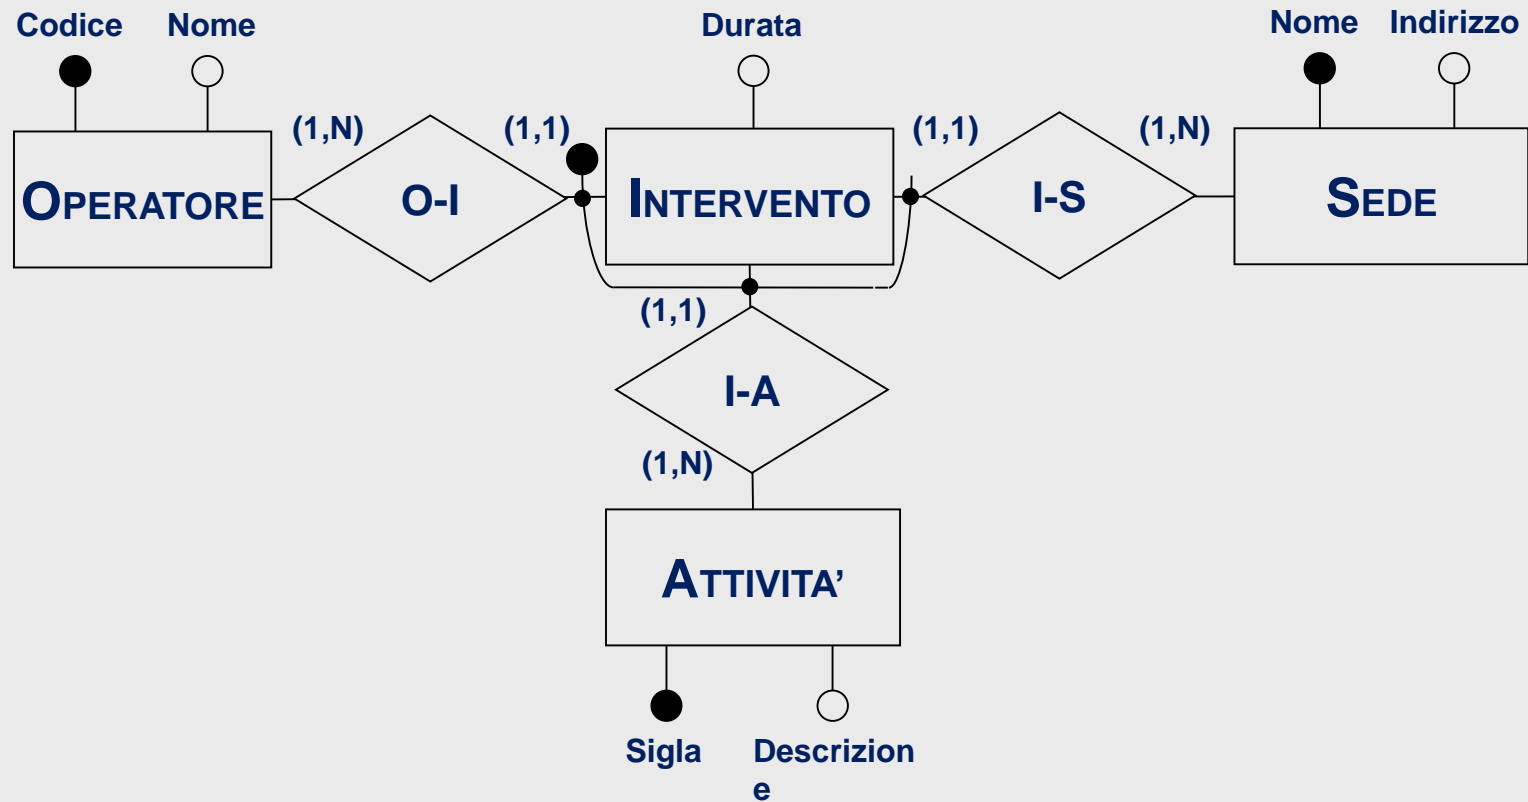 Codice Nome Durata Nome Indirizzo
(1,N) (1,1) (1,1) (1,N)
OPERATORE O-I INTERVENTO I-S SEDE
(1,1)
I-A
(1,N)
ATTIVITA’
Sigla Descrizion
e